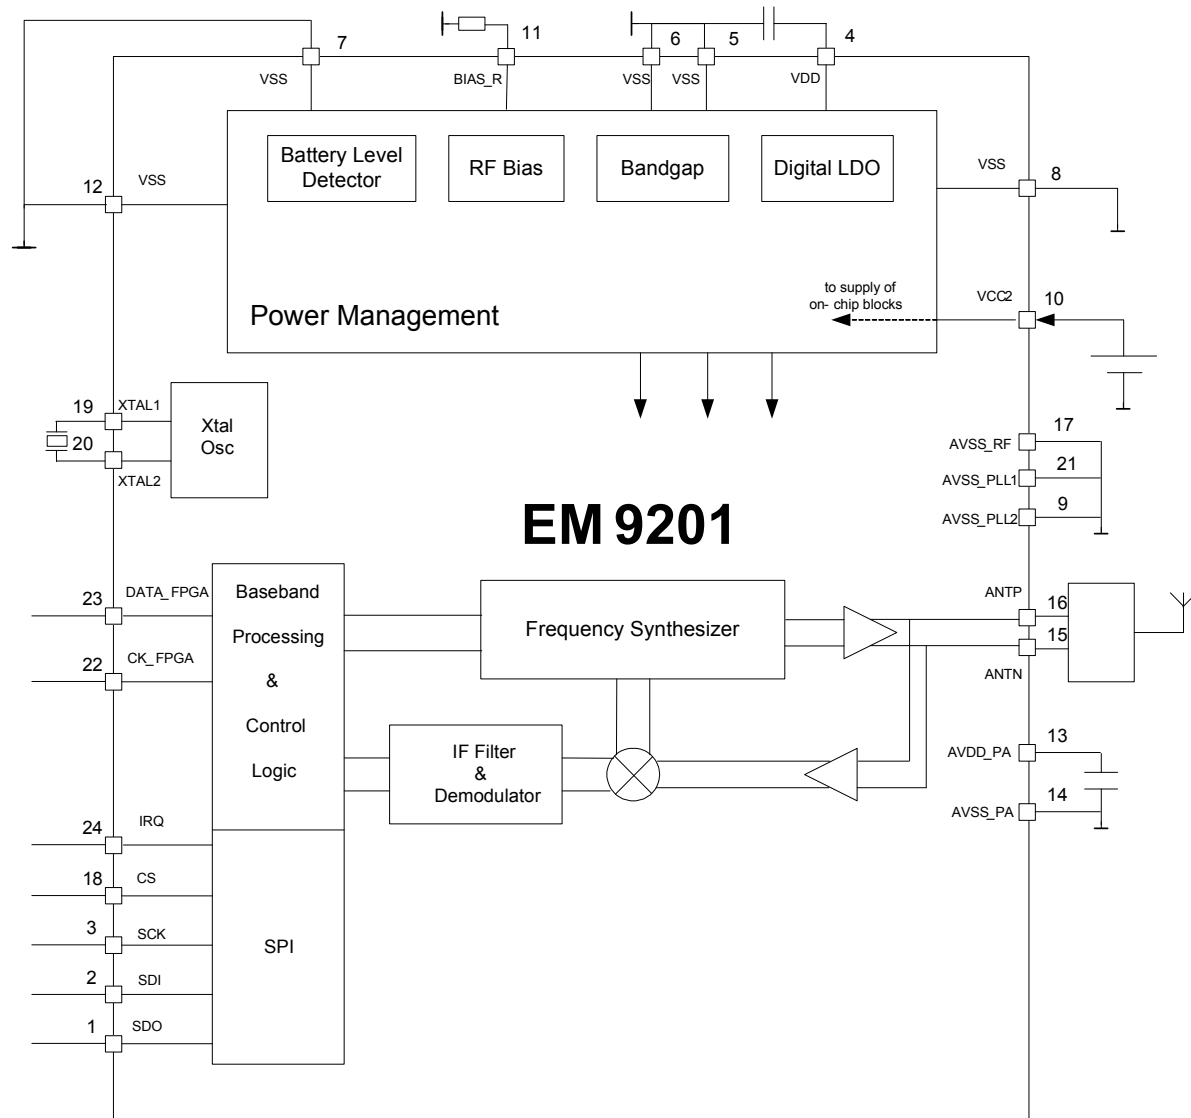 7
11
6
5
4
VSS
BIAS_R
VSS
VSS
VDD
Battery Level
Detector
RF Bias
Bandgap
Digital LDO
12
VSS
VSS
8
to supply of
on- chip blocks
Power Management
VCC2
10
19
XTAL1
20
XTAL2
Xtal
Osc
17
AVSS_RF
21
AVSS_PLL1
9
AVSS_PLL2
EM 9201
23
DATA_FPGA
22
CK_FPGA
Baseband
Processing
&
Control
Logic
Frequency Synthesizer
ANTP
16
15
ANTN
IF Filter
&
Demodulator
13
AVDD_PA
14
AVSS_PA
24
IRQ
18
CS
3
SCK
2
SDI
1
SDO
SPI